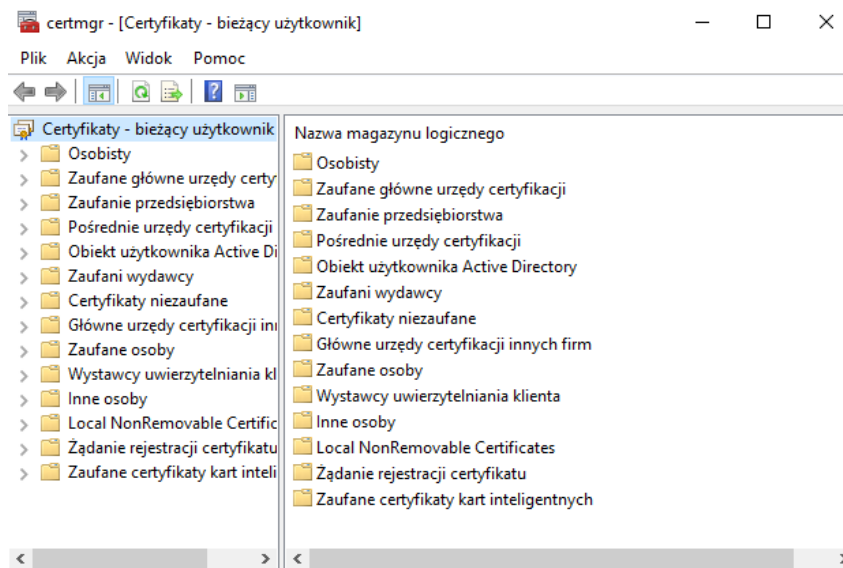 certmgr - [Certyfikaty - bieżący użytkownik]
Plik Akcja Widok Pomoc
Certyfikaty - bieżący użytkownik
Osobisty
Zaufane główne urzędy certy
Zaufanie przedsiębiorstwa
Pośrednie urzędy certyfikacji
Obiekt użytkownika Active Di
Zaufani wydawcy
Certyfikaty niezaufane
Główne urzędy certyfikacji inn
Zaufane osoby
Wystawcy uwierzytelniania kl
Inne osoby
Local NonRemovable Certific
Żądanie rejestracji certyfikatu
Zaufane certyfikaty kart inteli
Nazwa magazynu logicznego
Osobisty
Zaufane główne urzędy certyfikacji
Zaufanie przedsiębiorstwa
Pośrednie urzędy certyfikacji
Obiekt użytkownika Active Directory
Zaufani wydawcy
Certyfikaty niezaufane
Główne urzędy certyfikacji innych firm
Zaufane osoby
Wystawcy uwierzytelniania klienta
Inne osoby
Local NonRemovable Certificates
Żądanie rejestracji certyfikatu
Zaufane certyfikaty kart inteligentnych